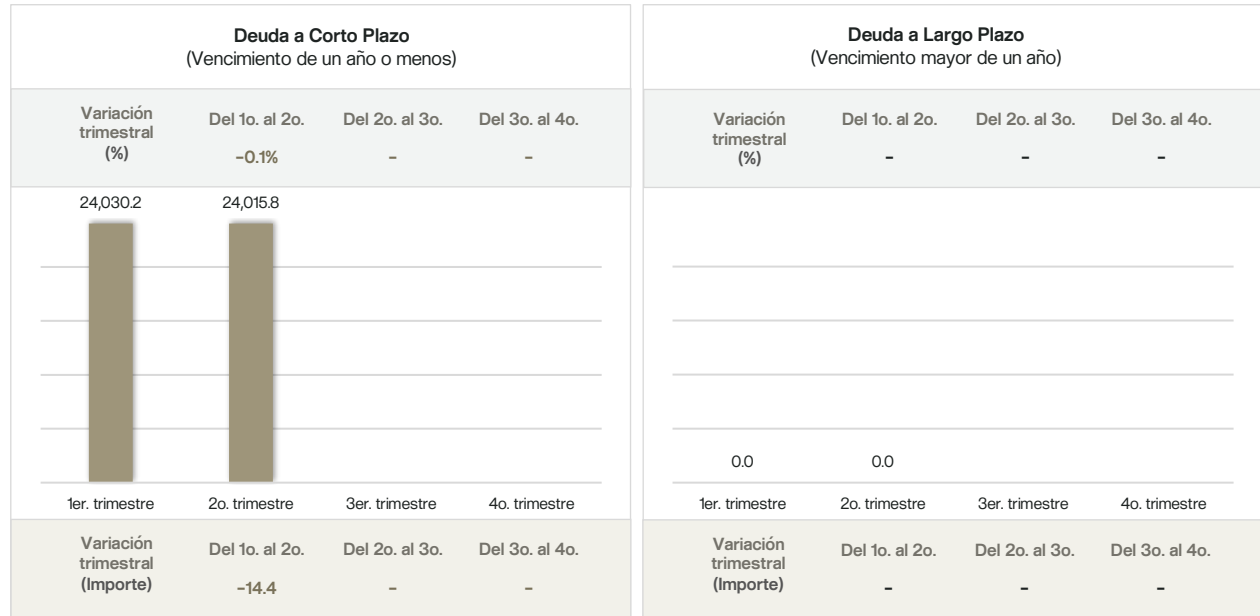 Deuda a Corto Plazo
(Vencimiento de un año o menos)
Variación
trimestral
(%)
Del 1o. al 2o.
Del 2o. al 3o.
Del 3o. al 4o.
-0.1%
-
-
24,030.2
24,015.8
1er. trimestre
2o. trimestre
3er. trimestre
4o. trimestre
Variación
trimestral
(Importe)
Del 1o. al 2o.
Del 2o. al 3o.
Del 3o. al 4o.
-14.4
-
-
Deuda a Largo Plazo
(Vencimiento mayor de un año)
Variación
trimestral
(%)
Del 1o. al 2o.
Del 2o. al 3o.
Del 3o. al 4o.
-
-
-
0.0
0.0
1er. trimestre
2o. trimestre
3er. trimestre
4o. trimestre
Variación
trimestral
(Importe)
Del 1o. al 2o.
Del 2o. al 3o.
Del 3o. al 4o.
-
-
-